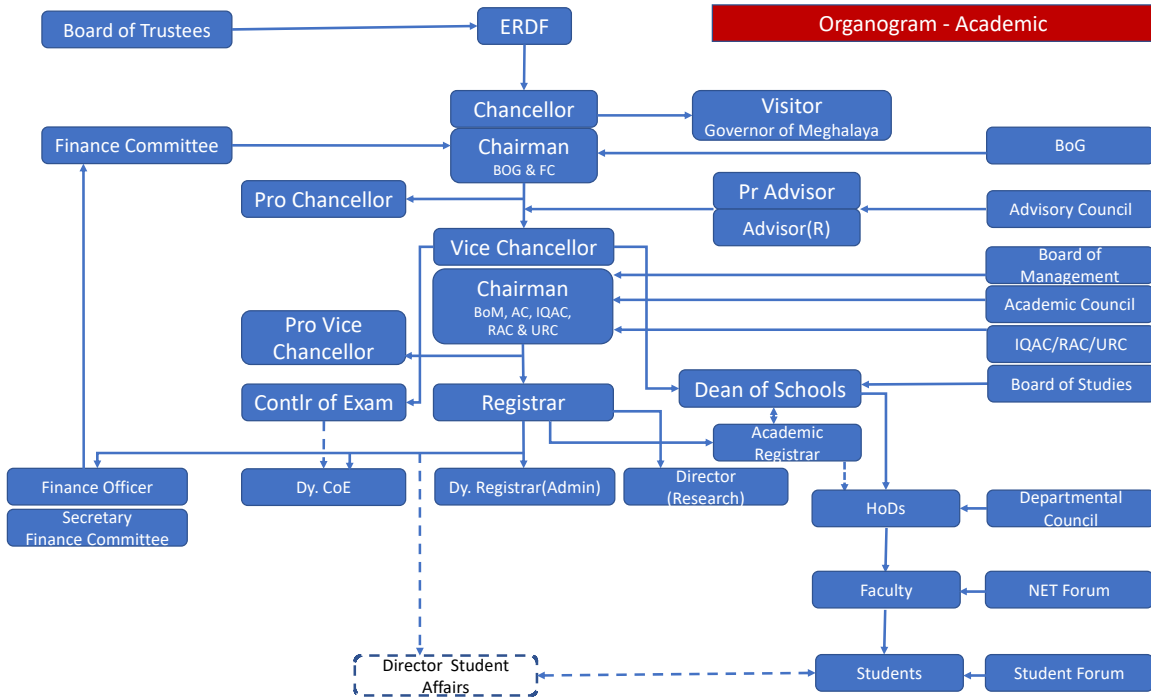 Board of Trustees
ERDF
Organogram - Academic
Chancellor
Visitor
Governor of Meghalaya
Finance Committee
Chairman
BOG & FC
BoG
Pro Chancellor
Pr Advisor
Advisor(R)
Advisory Council
Vice Chancellor
Board of
Management
Chairman
BoM, AC, IQAC,
RAC & URC
Academic Council
Pro Vice
Chancellor
IQAC/RAC/URC
Dean of Schools
Board of Studies
Contlr of Exam
Registrar
Academic
Registrar
Finance Officer
Dy. CoE
Dy. Registrar(Admin)
Director
(Research)
Secretary
Finance Committee
HoDs
Departmental
Council
Faculty
NET Forum
Director Student
Affairs
Students
Student Forum